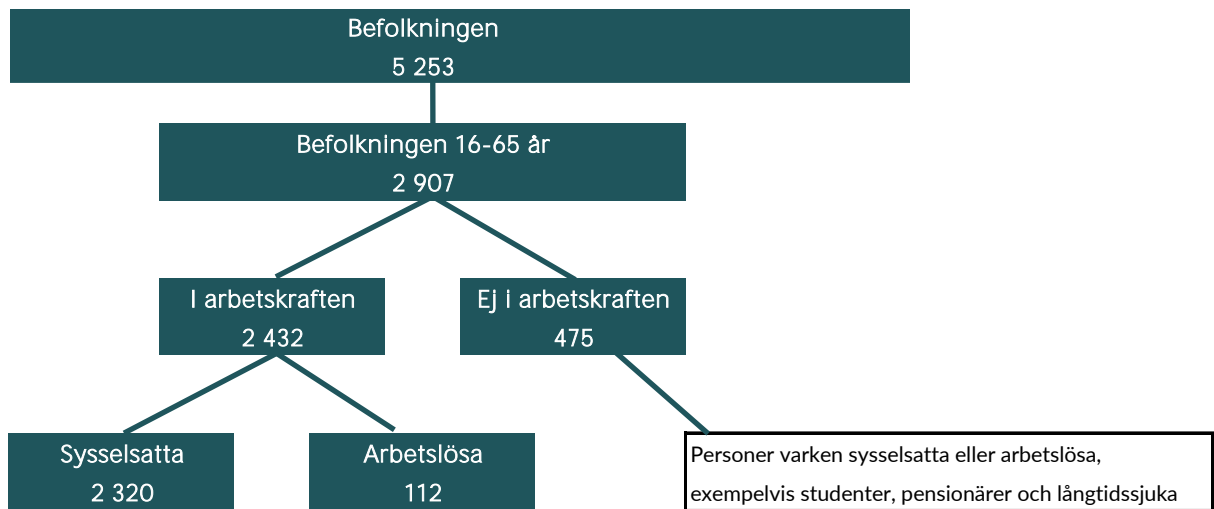 Befolkningen
5 253
Befolkningen 16-65 år
2 907
I arbetskraften
2 432
Ej i arbetskraften
475
Sysselsatta
2 320
Arbetslösa
112
Personer varken sysselsatta eller arbetslösa,
exempelvis studenter, pensionärer och långtidssjuka